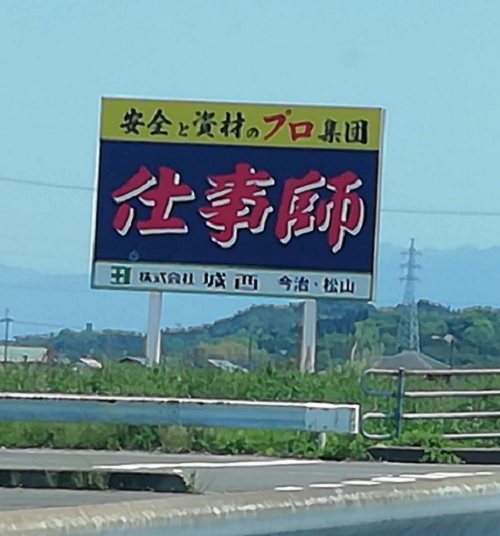 安全と資材のプロ集団
仕事師
株式会社 城西 今治・松山